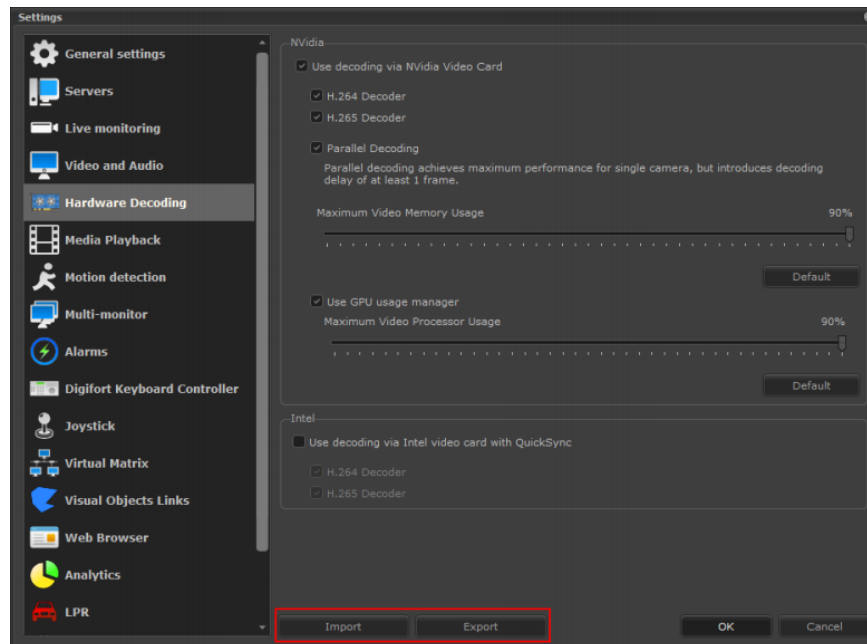 Settings
General settings
Servers
Live monitoring
Video and Audio
Hardware Decoding
Media Playback
Motion detection
Multi-monitor
Alarms
Digifort Keyboard Controller
Joystick
Virtual Matrix
Visual Objects Links
Web Browser
Analytics
LPR
NVidia
Use decoding via NVidia Video Card
H.264 Decoder
H.265 Decoder
Parallel Decoding
Parallel decoding achieves maximum performance for single camera, but introduces decoding
delay of at least 1 frame.
Maximum Video Memory Usage 90%
Default
Use GPU usage manager
Maximum Video Processor Usage 90%
Default
Intel
Use decoding via Intel video card with QuickSync
H.264 Decoder
H.265 Decoder
Import Export OK Cancel